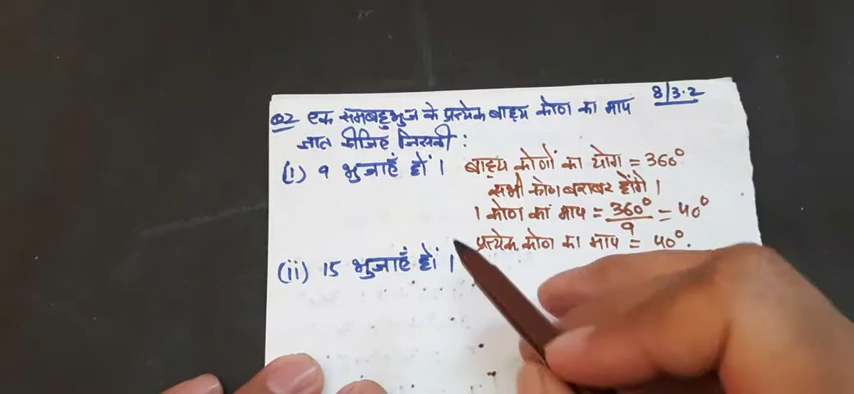 8/3.2
Q2 एक समबहुभुज के प्रत्येक बाह्य कोण का माप
ज्ञात कीजिए जिसकी :
(i) 9 भुजाएँ हों ।
बाह्य कोणों का योग = 360°
सभी कोण बराबर होंगे ।
1 कोण का माप = 360°/9 = 40°
प्रत्येक कोण का माप = 40°.
(ii) 15 भुजाएँ हों ।